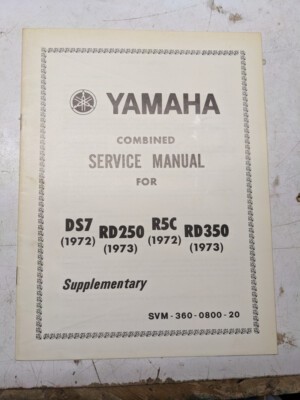 YAMAHA
COMBINED
SERVICE MANUAL
FOR
DS7 RD250 R5C RD350
(1972) (1973) (1972) (1973)
Supplementary
SVM-360-0800-20